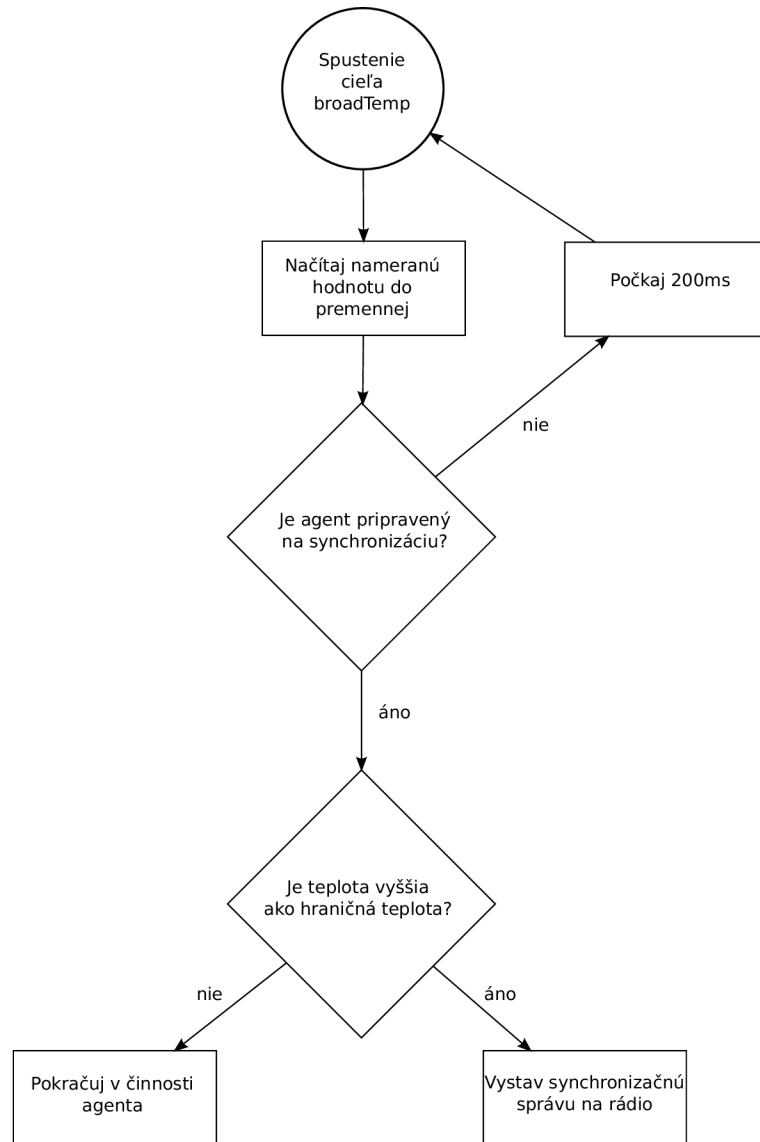 Spustenie
cieľa
broadTemp
Načítaj nameranú
hodnotu do
premennej
Počkaj 200ms
nie
Je agent pripravený
na synchronizáciu?
áno
Je teplota vyššia
ako hraničná teplota?
nie
áno
Pokračuj v činnosti
agenta
Vystav synchronizačnú
správu na rádio